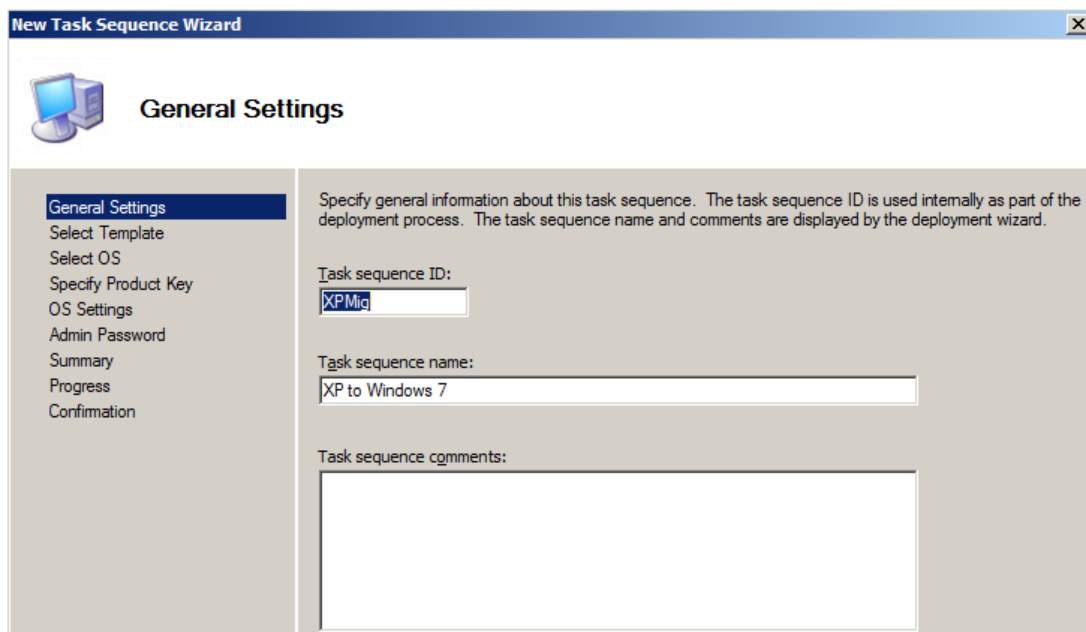 New Task Sequence Wizard
General Settings
General Settings
Select Template
Select OS
Specify Product Key
OS Settings
Admin Password
Summary
Progress
Confirmation
Specify general information about this task sequence. The task sequence ID is used internally as part of the
deployment process. The task sequence name and comments are displayed by the deployment wizard.
Task sequence ID:
XPMig
Task sequence name:
XP to Windows 7
Task sequence comments: